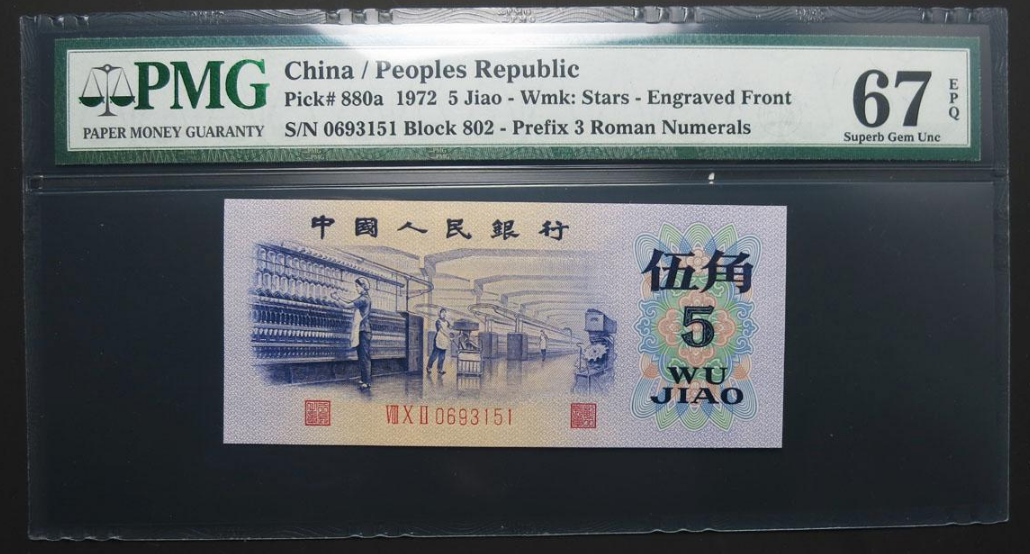 PMG
PAPER MONEY GUARANTY
China / Peoples Republic
Pick# 880a 1972 5 Jiao - Wmk: Stars - Engraved Front
S/N 0693151 Block 802 - Prefix 3 Roman Numerals
67
EPQ
Superb Gem Unc
中國人民銀行
伍角
5
WU
JIAO
Ⅷ Ⅹ Ⅱ 0693151